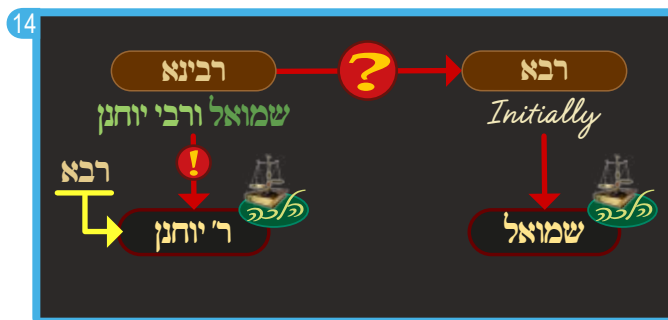 14
רבינא
?
רבא
שמואל ורבי יוחנן
Initially
!
רבא
הלכה
הלכה
ר' יוחנן
שמואל